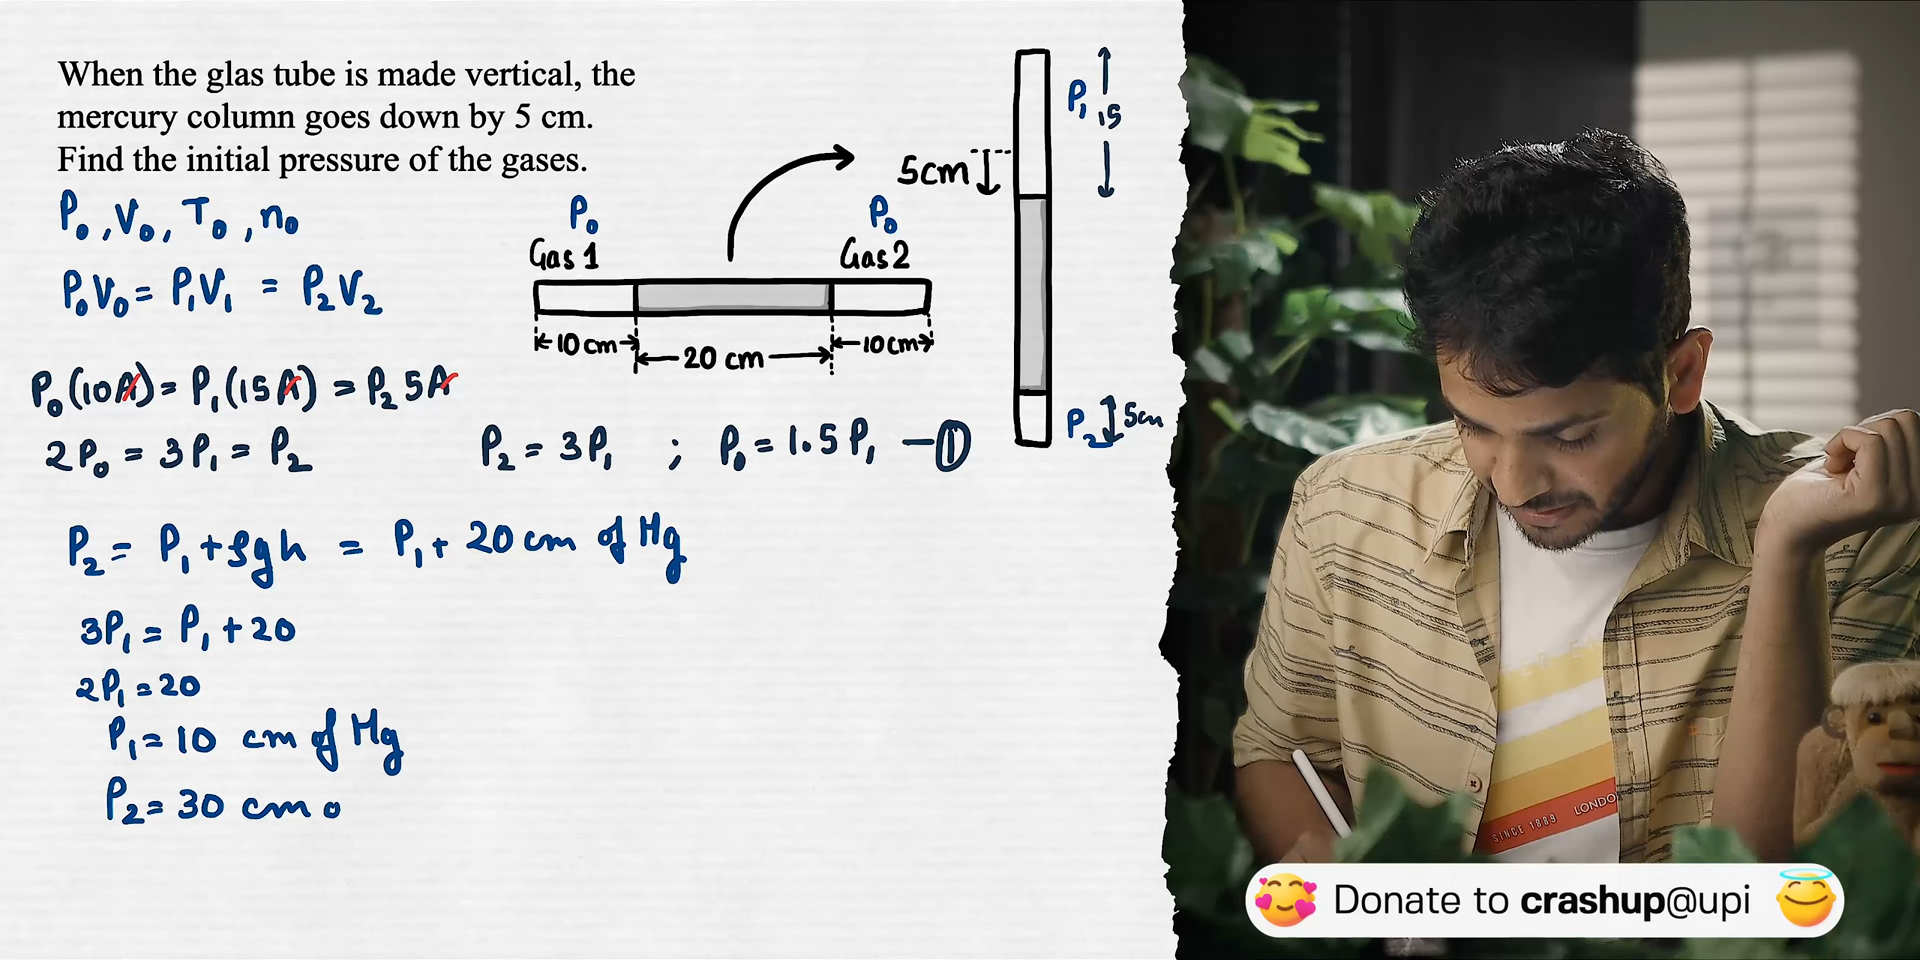 When the glas tube is made vertical, the
mercury column goes down by 5 cm.
Find the initial pressure of the gases.
P₀, V₀, T₀, n₀
P₀V₀ = P₁V₁ = P₂V₂
P₀(10A) = P₁(15A) = P₂5A
2P₀ = 3P₁ = P₂
P₂ = 3P₁ ; P₀ = 1.5P₁ —①
P₂ = P₁ + ρgh = P₁ + 20 cm of Hg
3P₁ = P₁ + 20
2P₁ = 20
P₁ = 10 cm of Hg
P₂ = 30 cm o
P₀
P₀
Gas 1
Gas 2
10 cm
20 cm
10 cm
5cm
P₁
15
P₂
5cm
SINCE 1889 LONDO
Donate to crashup@upi